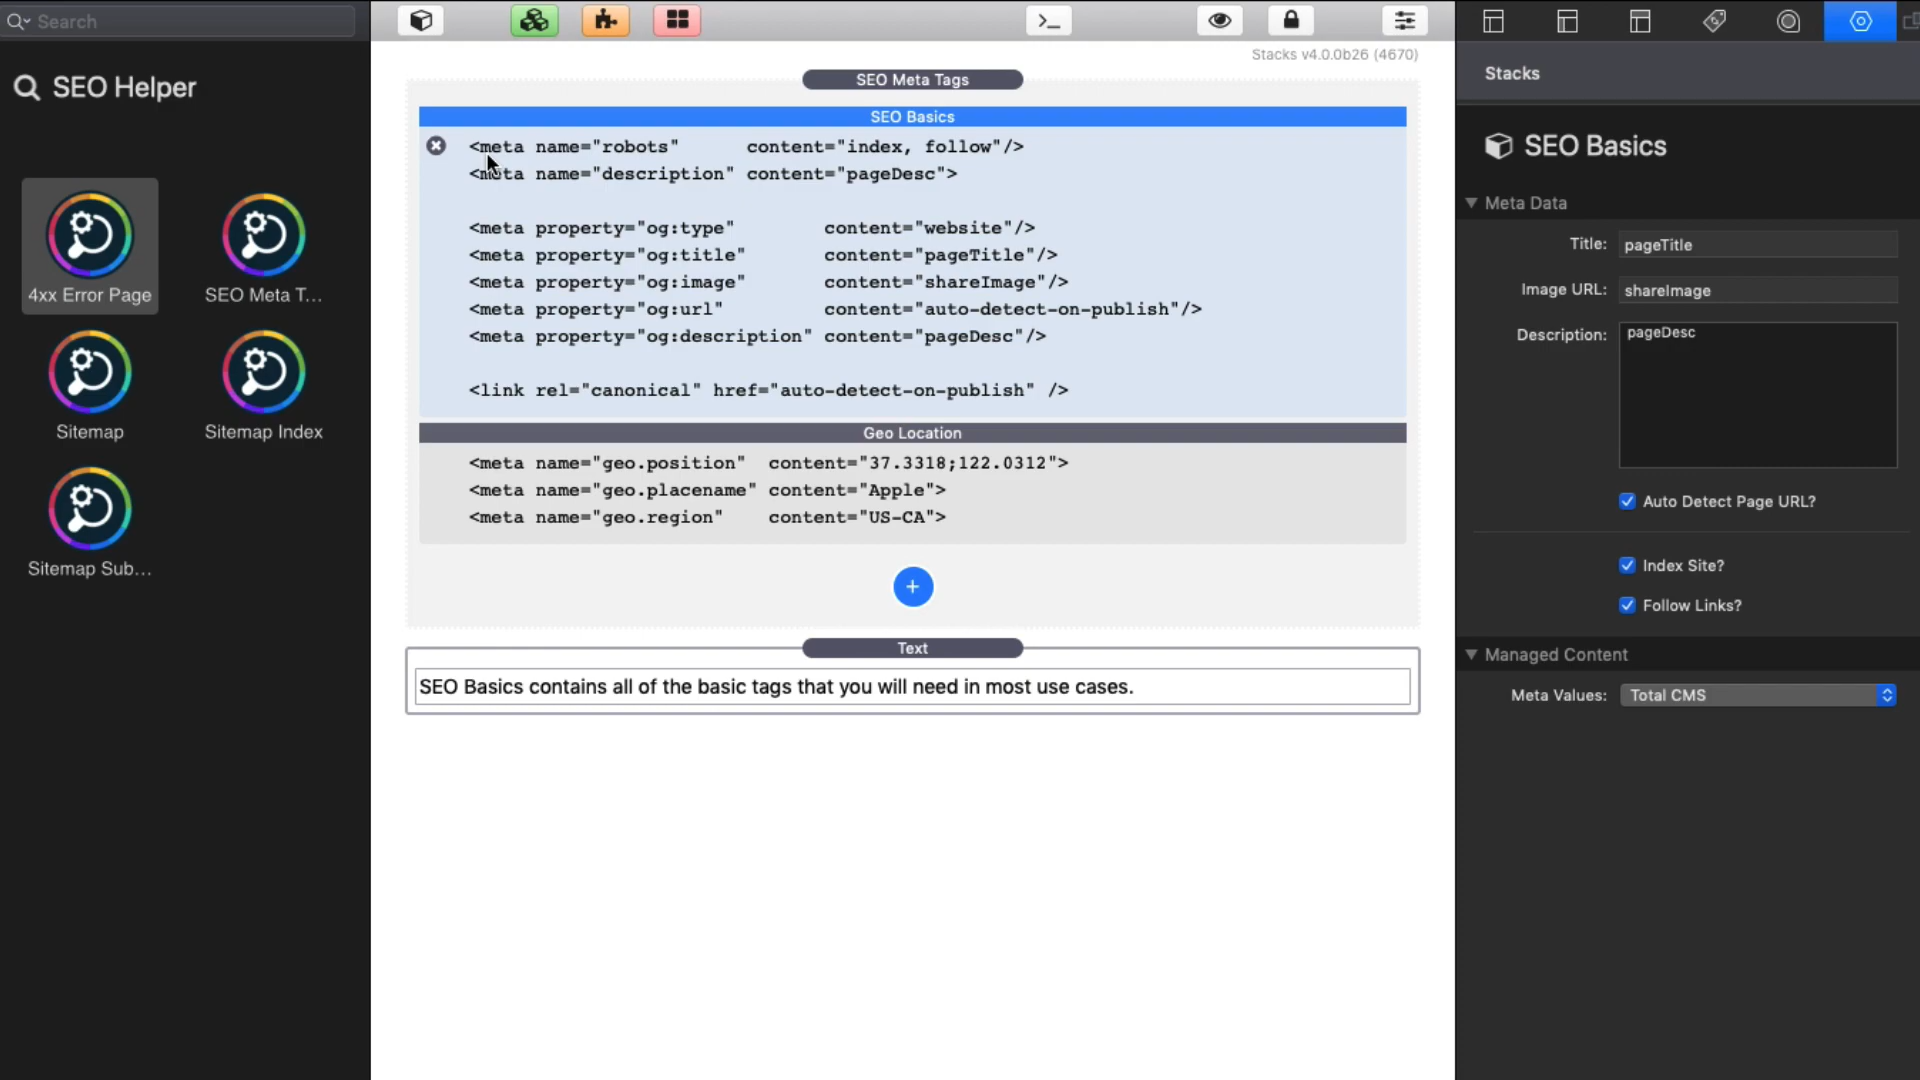 Search
SEO Helper
4xx Error Page
SEO Meta T...
Sitemap
Sitemap Index
Sitemap Sub...
Stacks v4.0.0b26 (4670)
SEO Meta Tags
SEO Basics
<meta name="robots"      content="index, follow"/>
<meta name="description" content="pageDesc">
<meta property="og:type"        content="website"/>
<meta property="og:title"       content="pageTitle"/>
<meta property="og:image"       content="shareImage"/>
<meta property="og:url"         content="auto-detect-on-publish"/>
<meta property="og:description" content="pageDesc"/>
<link rel="canonical" href="auto-detect-on-publish" />
Geo Location
<meta name="geo.position"  content="37.3318;122.0312">
<meta name="geo.placename" content="Apple">
<meta name="geo.region"    content="US-CA">
Text
SEO Basics contains all of the basic tags that you will need in most use cases.
Stacks
SEO Basics
Meta Data
Title: pageTitle
Image URL: shareImage
Description: pageDesc
Auto Detect Page URL?
Index Site?
Follow Links?
Managed Content
Meta Values: Total CMS